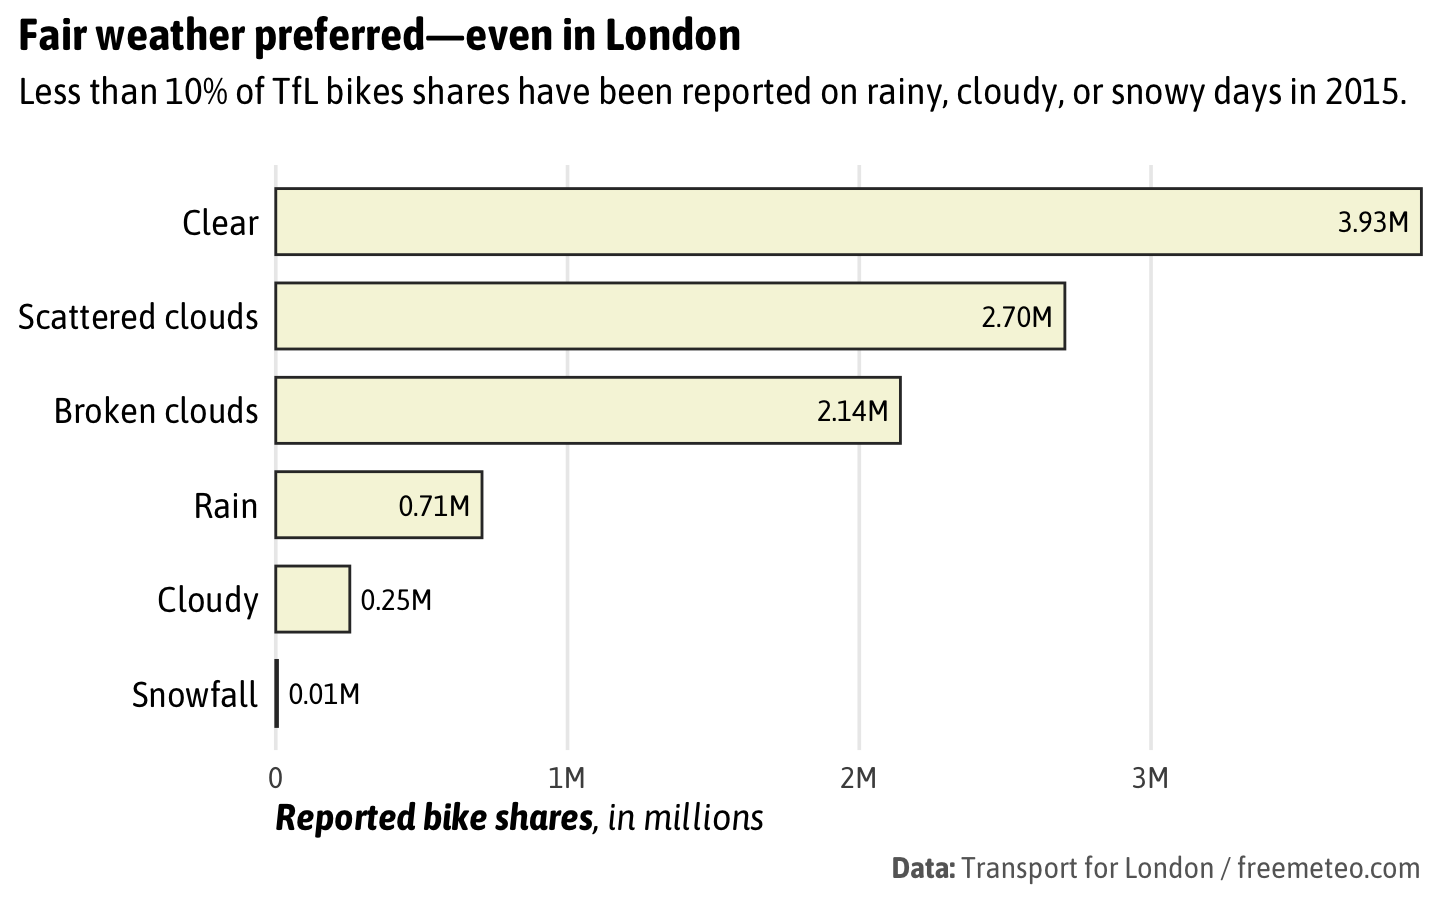 Fair weather preferred—even in London
Less than 10% of TfL bikes shares have been reported on rainy, cloudy, or snowy days in 2015.
Clear
3.93M
Scattered clouds
2.70M
Broken clouds
2.14M
Rain
0.71M
Cloudy
0.25M
Snowfall
0.01M
0 1M 2M 3M
Reported bike shares, in millions
Data: Transport for London / freemeteo.com